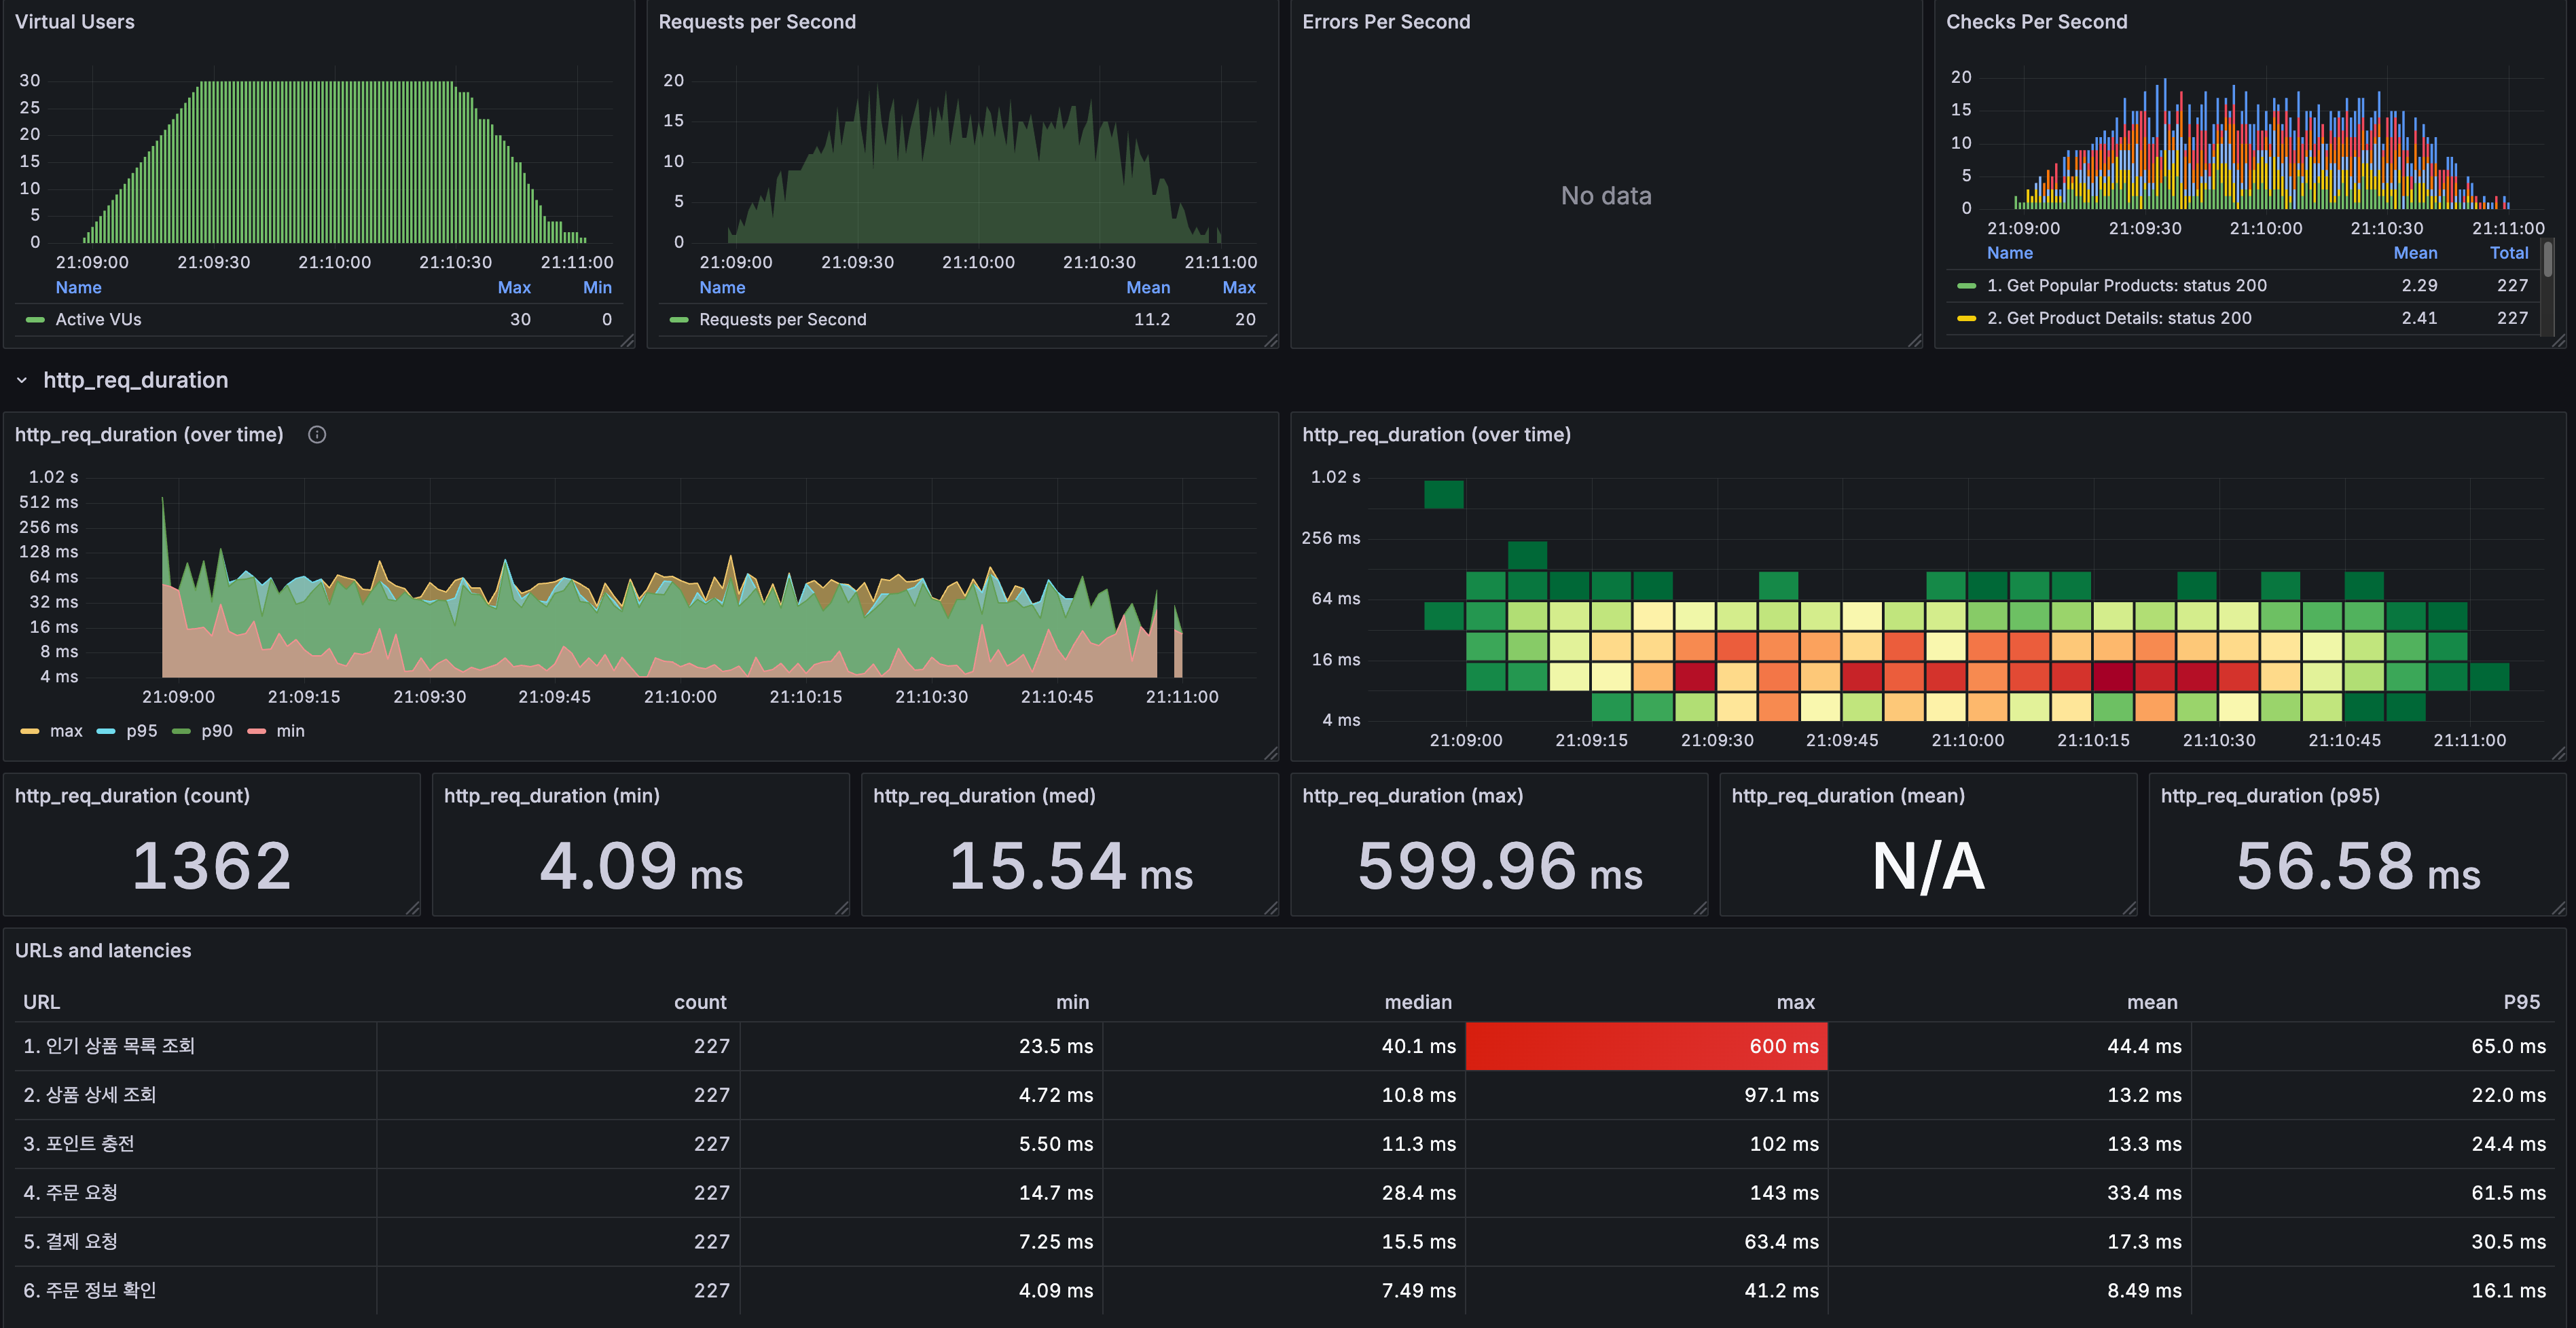 Virtual Users
30
25
20
15
10
5
0
21:09:00 21:09:30 21:10:00 21:10:30 21:11:00
Name Max Min
Active VUs 30 0
Requests per Second
20
15
10
5
0
21:09:00 21:09:30 21:10:00 21:10:30 21:11:00
Name Mean Max
Requests per Second 11.2 20
Errors Per Second
No data
Checks Per Second
20
15
10
5
0
21:09:00 21:09:30 21:10:00 21:10:30 21:11:00
Name Mean Total
1. Get Popular Products: status 200 2.29 227
2. Get Product Details: status 200 2.41 227
http_req_duration
http_req_duration (over time)
1.02 s
512 ms
256 ms
128 ms
64 ms
32 ms
16 ms
8 ms
4 ms
21:09:00 21:09:15 21:09:30 21:09:45 21:10:00 21:10:15 21:10:30 21:10:45 21:11:00
max p95 p90 min
http_req_duration (over time)
1.02 s
256 ms
64 ms
16 ms
4 ms
21:09:00 21:09:15 21:09:30 21:09:45 21:10:00 21:10:15 21:10:30 21:10:45 21:11:00
http_req_duration (count)
1362
http_req_duration (min)
4.09 ms
http_req_duration (med)
15.54 ms
http_req_duration (max)
599.96 ms
http_req_duration (mean)
N/A
http_req_duration (p95)
56.58 ms
URLs and latencies
URL count min median max mean P95
1. 인기 상품 목록 조회 227 23.5 ms 40.1 ms 600 ms 44.4 ms 65.0 ms
2. 상품 상세 조회 227 4.72 ms 10.8 ms 97.1 ms 13.2 ms 22.0 ms
3. 포인트 충전 227 5.50 ms 11.3 ms 102 ms 13.3 ms 24.4 ms
4. 주문 요청 227 14.7 ms 28.4 ms 143 ms 33.4 ms 61.5 ms
5. 결제 요청 227 7.25 ms 15.5 ms 63.4 ms 17.3 ms 30.5 ms
6. 주문 정보 확인 227 4.09 ms 7.49 ms 41.2 ms 8.49 ms 16.1 ms